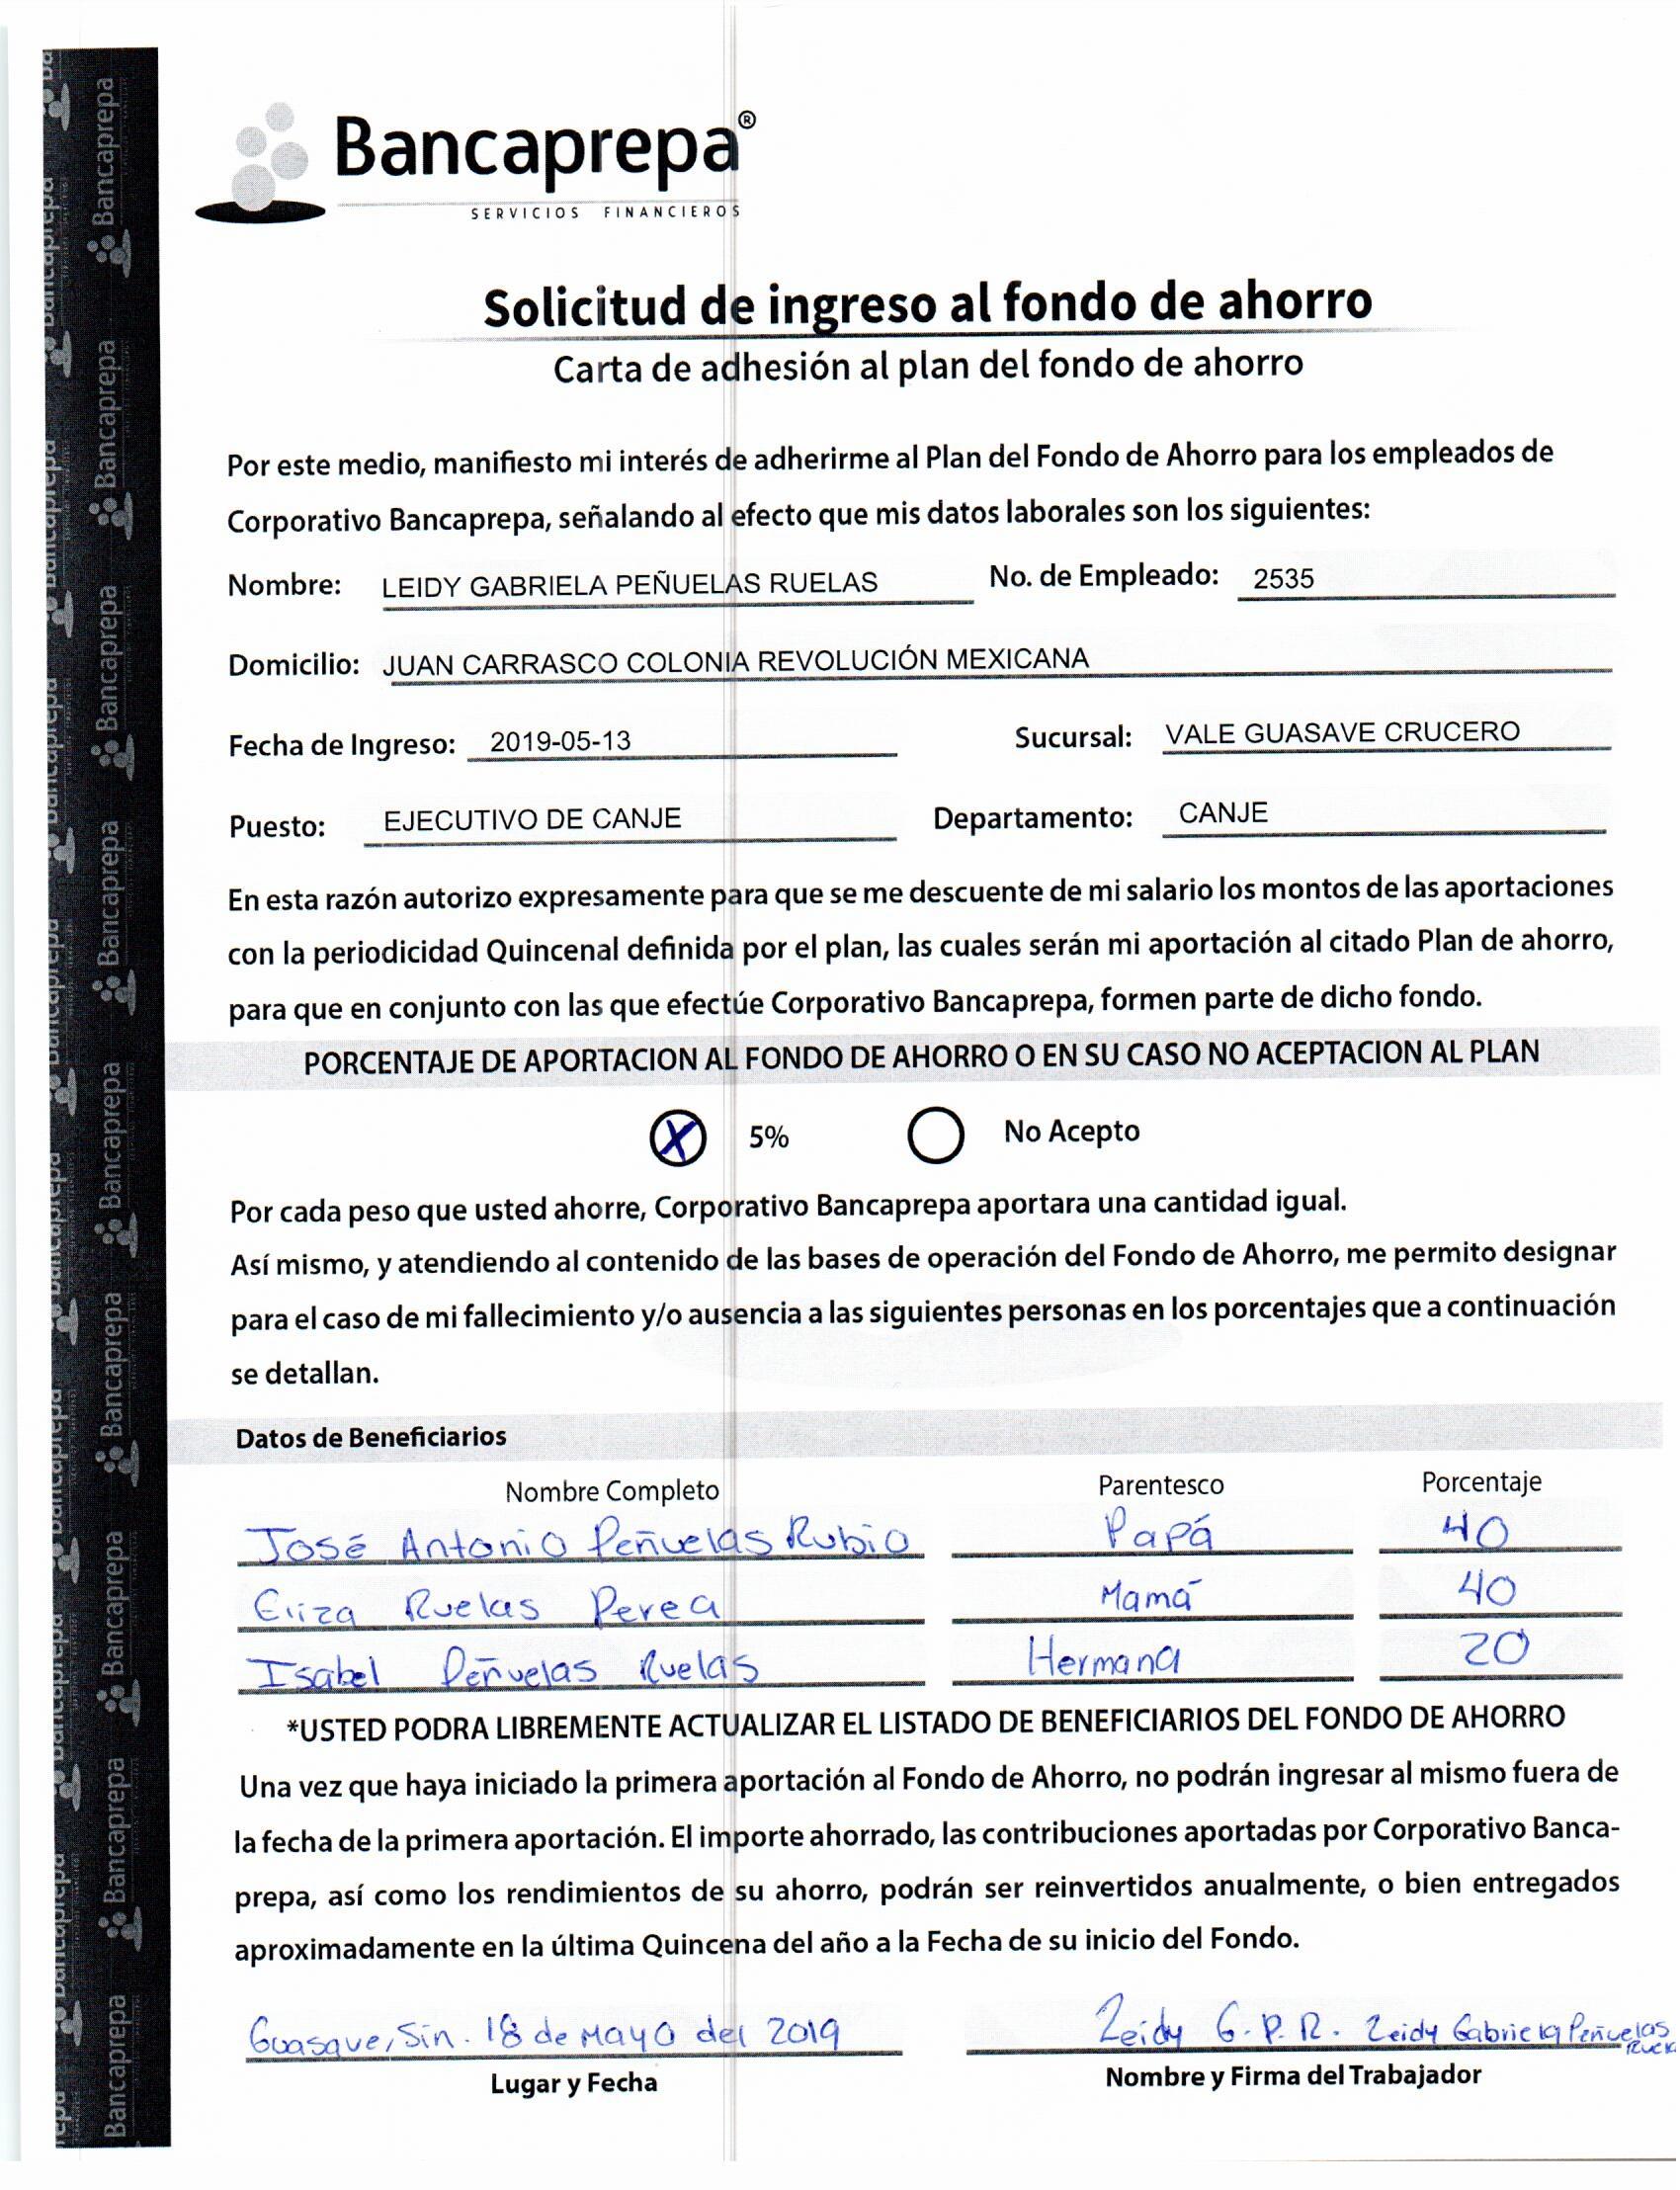 Bancaprepa®
SERVICIOS FINANCIEROS
Solicitud de ingreso al fondo de ahorro
Carta de adhesión al plan del fondo de ahorro
Por este medo, manifiesto mi interés de adherirme al Plan del Fondo de Ahorro para los empleados de
Corporativo Bancaprepa, señalando al efecto que mis datos laborales son los siguientes:
Nombre: LEIDY GABRIELA PEÑUELAS RUELAS No. de Empleado: 2535
Domicilio: JUAN CARRASCO COLONIA REVOLUCIÓN MEXICANA
Fecha de Ingreso: 2019-05-13 Sucursal: VALE GUASAVE CRUCERO
Puesto: EJECUTIVO DE CANJE Departamento: CANJE
En esta razón autorizo expresamente para que se me descuente de mi salario los montos de las aportaciones
con la periodicidad Quincenal definida por el plan, las cuales serán mi aportación al citado Plan de ahorro,
para que en conjunto con las que efectúe Corporativo Bancaprepa, formen parte de dicho fondo.
PORCENTAJE DE APORTACION AL FONDO DE AHORRO O EN SU CASO NO ACEPTACION AL PLAN
X 5% No Acepto
Por cada peso que usted ahorre, Corporativo Bancaprepa aportara una cantidad igual.
Así mismo, y atendiendo al contenido de las bases de operación del Fondo de Ahorro, me permito designar
para el caso de mi fallecimiento y/o ausencia a las siguientes personas en los porcentajes que a continuación
se detallan.
Datos de Beneficiarios
Nombre Completo Parentesco Porcentaje
José Antonio Peñuelas Rubio Papá 40
Eliza Ruelas Perea Mamá 40
Isabel Peñuelas Ruelas Hermana 20
*USTED PODRA LIBREMENTE ACTUALIZAR EL LISTADO DE BENEFICIARIOS DEL FONDO DE AHORRO
Una vez que haya iniciado la primera aportación al Fondo de Ahorro, no podrán ingresar al mismo fuera de
la fecha de la primera aportación. El importe ahorrado, las contribuciones aportadas por Corporativo Banca-
prepa, así como los rendimientos de su ahorro, podrán ser reinvertidos anualmente, o bien entregados
aproximadamente en la última Quincena del año a la Fecha de su inicio del Fondo.
Guasave, Sin. 18 de Mayo del 2019 Leidy G. P. R. Leidy Gabriela Peñuelas
Lugar y Fecha Nombre y Firma del Trabajador